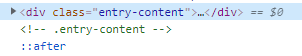 ▶<div class="entry-content">…</div> == $0
<!-- .entry-content -->
::after